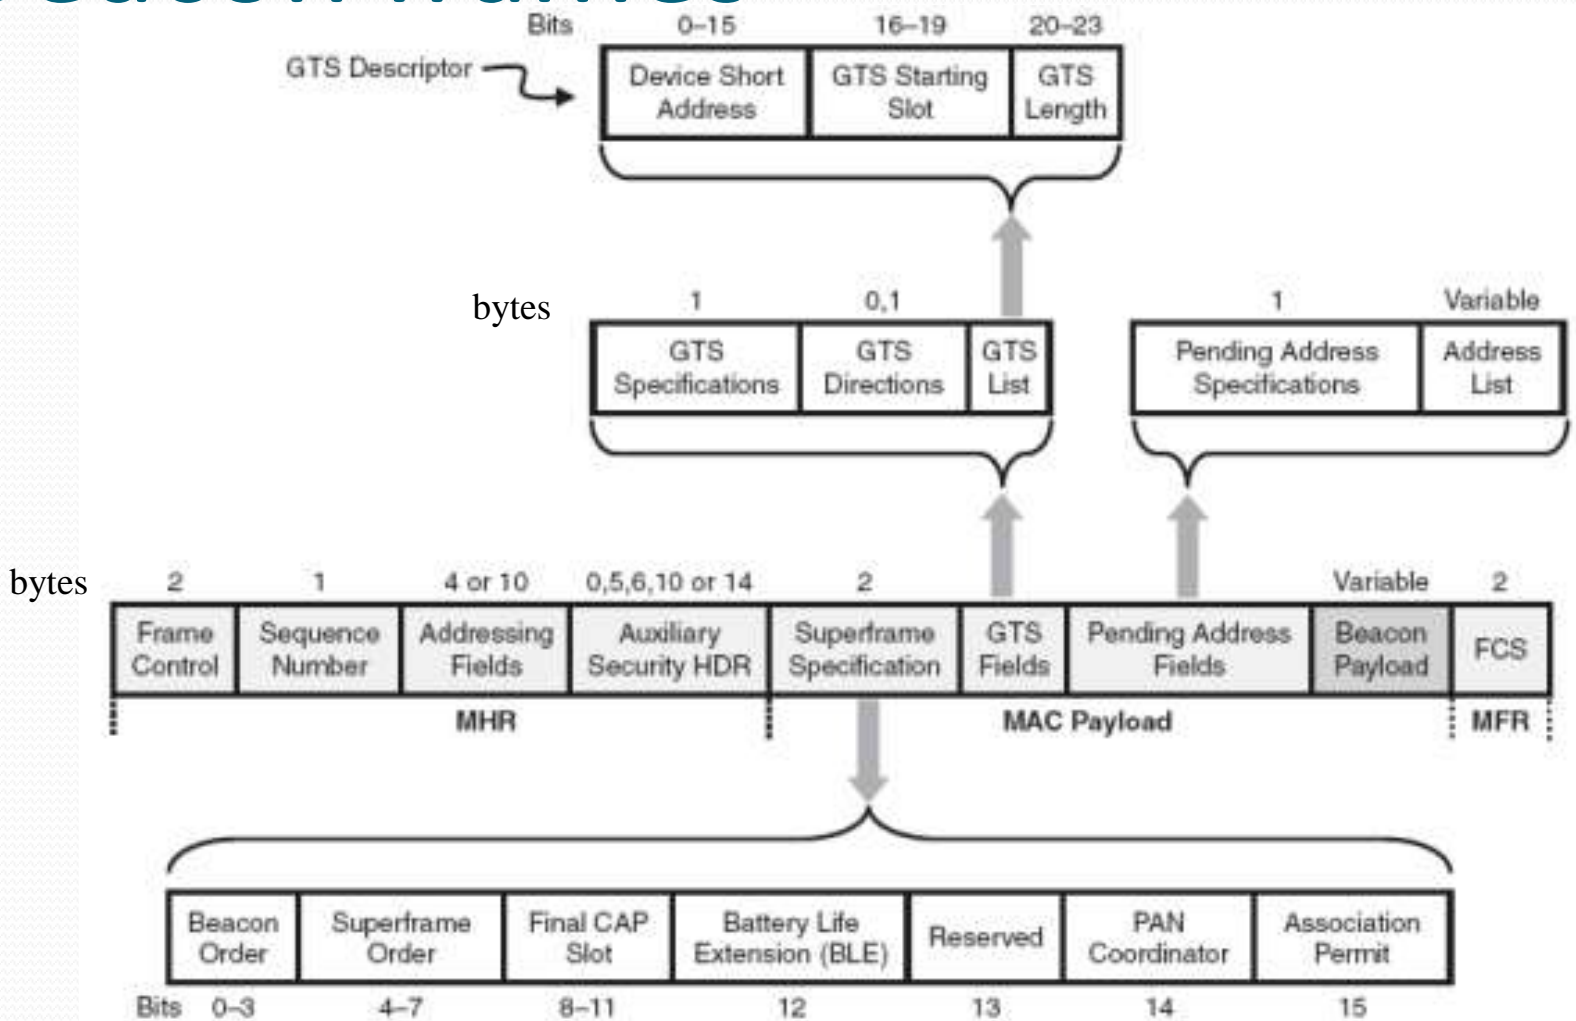 Bits 0–15 16–19 20–23
GTS Descriptor
Device Short Address
GTS Starting Slot
GTS Length
bytes 1 0,1 1 Variable
GTS Specifications
GTS Directions
GTS List
Pending Address Specifications
Address List
bytes 2 1 4 or 10 0,5,6,10 or 14 2 Variable 2
Frame Control
Sequence Number
Addressing Fields
Auxiliary Security HDR
Superframe Specification
GTS Fields
Pending Address Fields
Beacon Payload
FCS
MHR MAC Payload MFR
Beacon Order
Superframe Order
Final CAP Slot
Battery Life Extension (BLE)
Reserved
PAN Coordinator
Association Permit
Bits 0–3 4–7 8–11 12 13 14 15